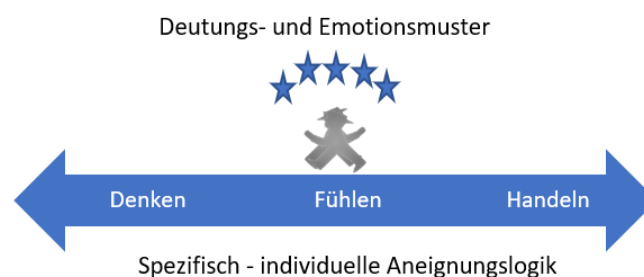 Deutungs- und Emotionsmuster
Denken Fühlen Handeln
Spezifisch - individuelle Aneignungslogik